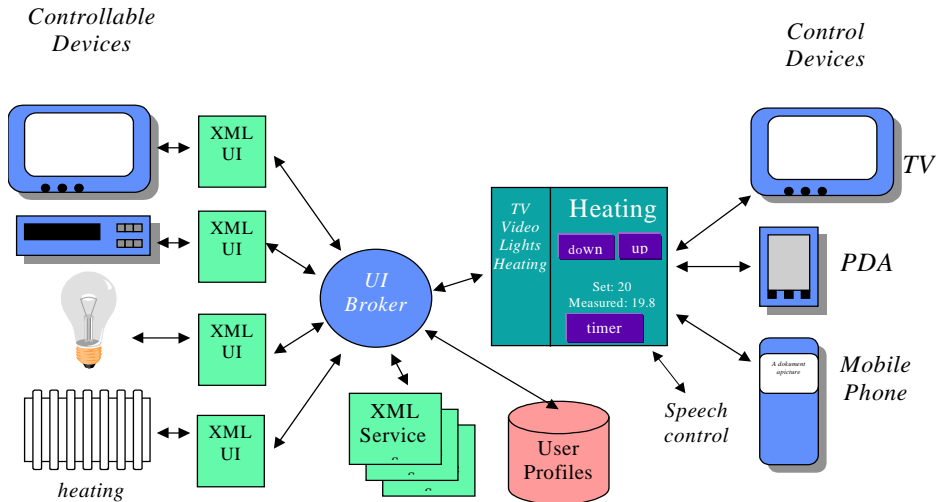 Controllable
Devices
Control
Devices
XML
UI
XML
UI
XML
UI
XML
UI
heating
UI
Broker
XML
Service
User
Profiles
TV
Video
Lights
Heating
Heating
down
up
Set: 20
Measured: 19.8
timer
Speech
control
TV
PDA
A dokument
apicture
Mobile
Phone